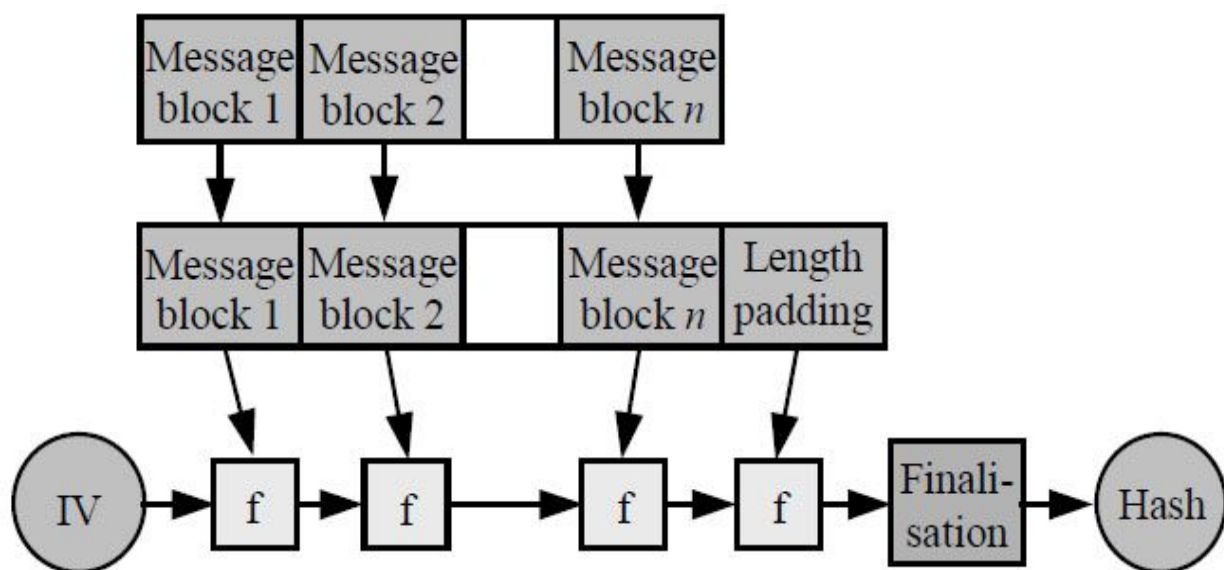 Message
block 1
Message
block 2
Message
block n
Message
block 1
Message
block 2
Message
block n
Length
padding
IV
f
f
f
f
Finali-
sation
Hash